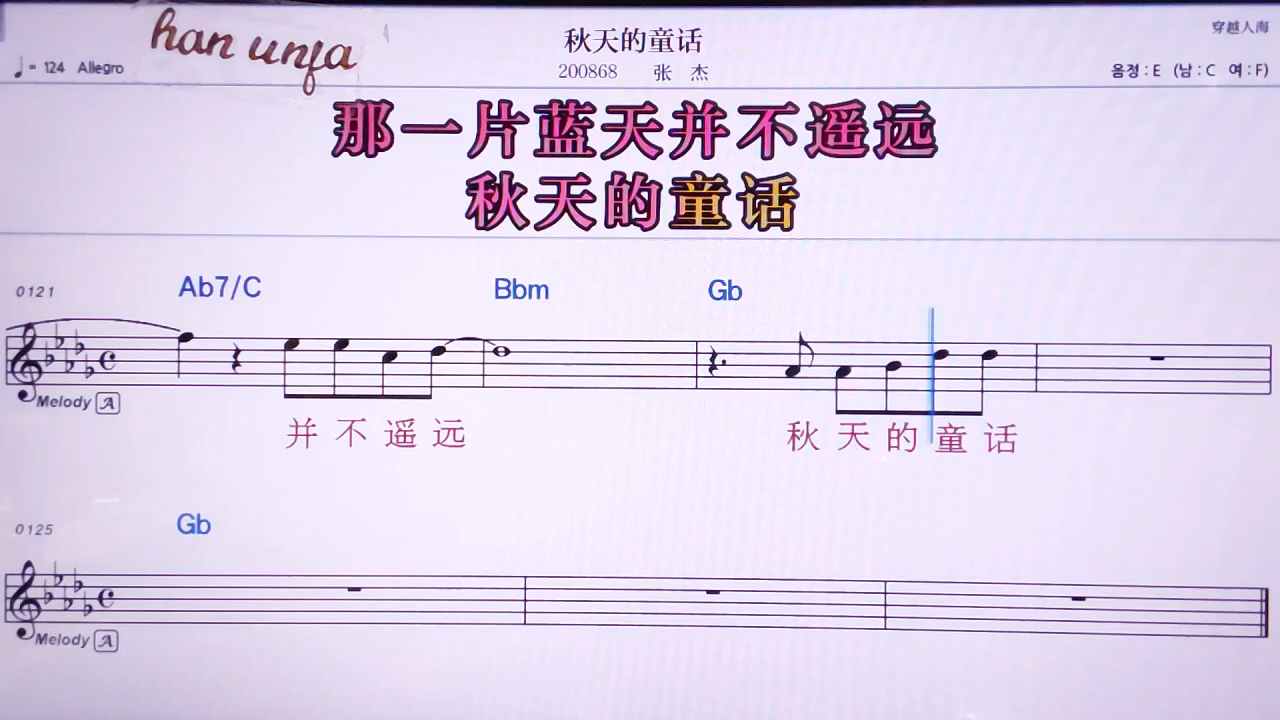 han unfa
秋天的童话
穿越人海
♩= 124 Allegro
200868 张 杰
음정 : E (남 : C 여 : F)
那一片蓝天并不遥远
秋天的童话
0121 Ab7/C Bbm Gb
Melody A
并 不 遥 远 秋 天 的 童 话
0125 Gb
Melody A